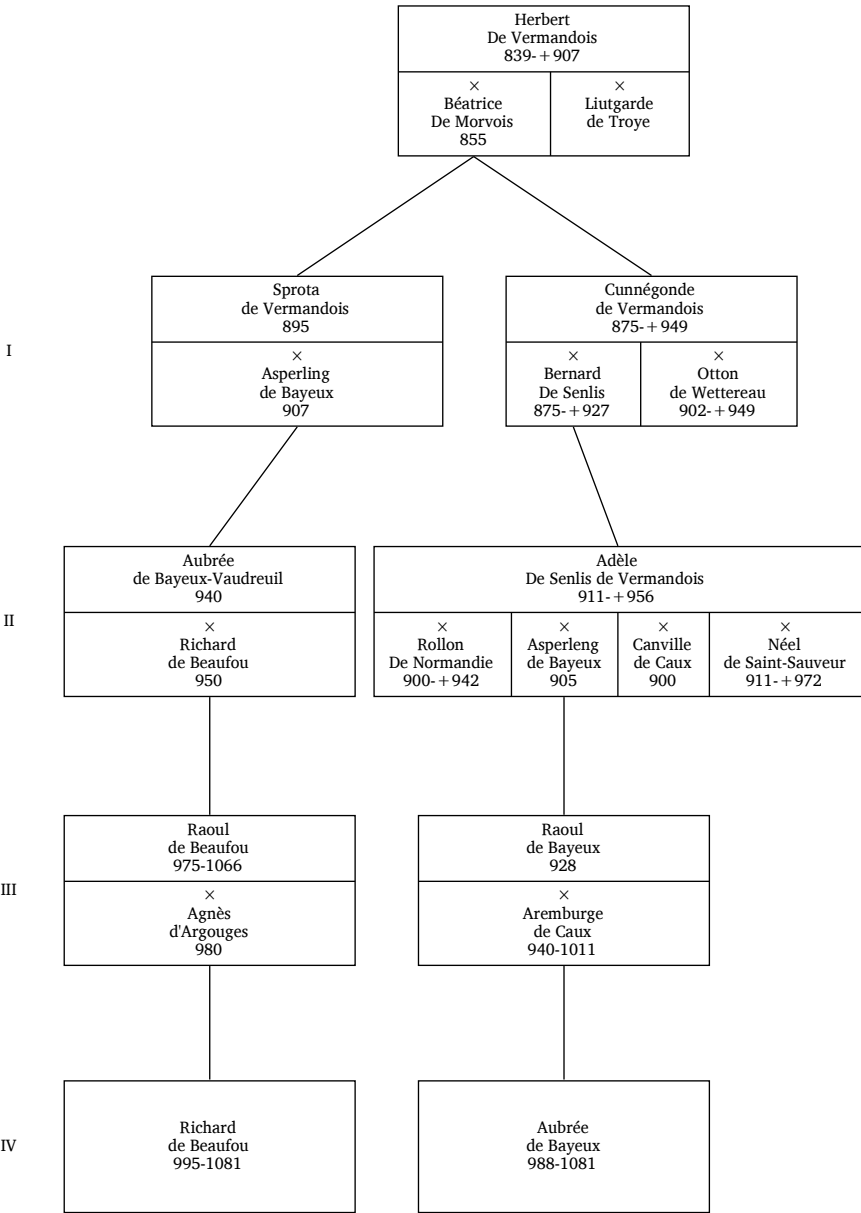 Herbert
De Vermandois
839-+907
×
Béatrice
De Morvois
855
×
Liutgarde
de Troye
I
Sprota
de Vermandois
895
×
Asperling
de Bayeux
907
Cunnégonde
de Vermandois
875-+949
×
Bernard
De Senlis
875-+927
×
Otton
de Wettereau
902-+949
II
Aubrée
de Bayeux-Vaudreuil
940
×
Richard
de Beaufou
950
Adèle
De Senlis de Vermandois
911-+956
×
Rollon
De Normandie
900-+942
×
Asperleng
de Bayeux
905
×
Canville
de Caux
900
×
Néel
de Saint-Sauveur
911-+972
III
Raoul
de Beaufou
975-1066
×
Agnès
d'Argouges
980
Raoul
de Bayeux
928
×
Aremburge
de Caux
940-1011
IV
Richard
de Beaufou
995-1081
Aubrée
de Bayeux
988-1081